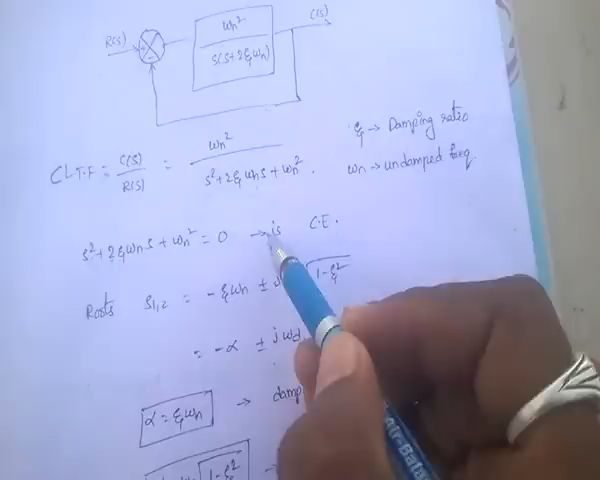 C(s)
R(s)
ωn²
s(s+2ξωn)
CLT.F = C(s)/R(s) = ωn² / s²+2ξωns+ωn² .
ξ → Damping ratio
ωn → undamped freq
s²+2ξωns+ωn² = 0 → is C.E.
Roots s1,2 = -ξωn ± √1-ξ²
= -α ± jωd
α = ξωn → damp
√1-ξ² →